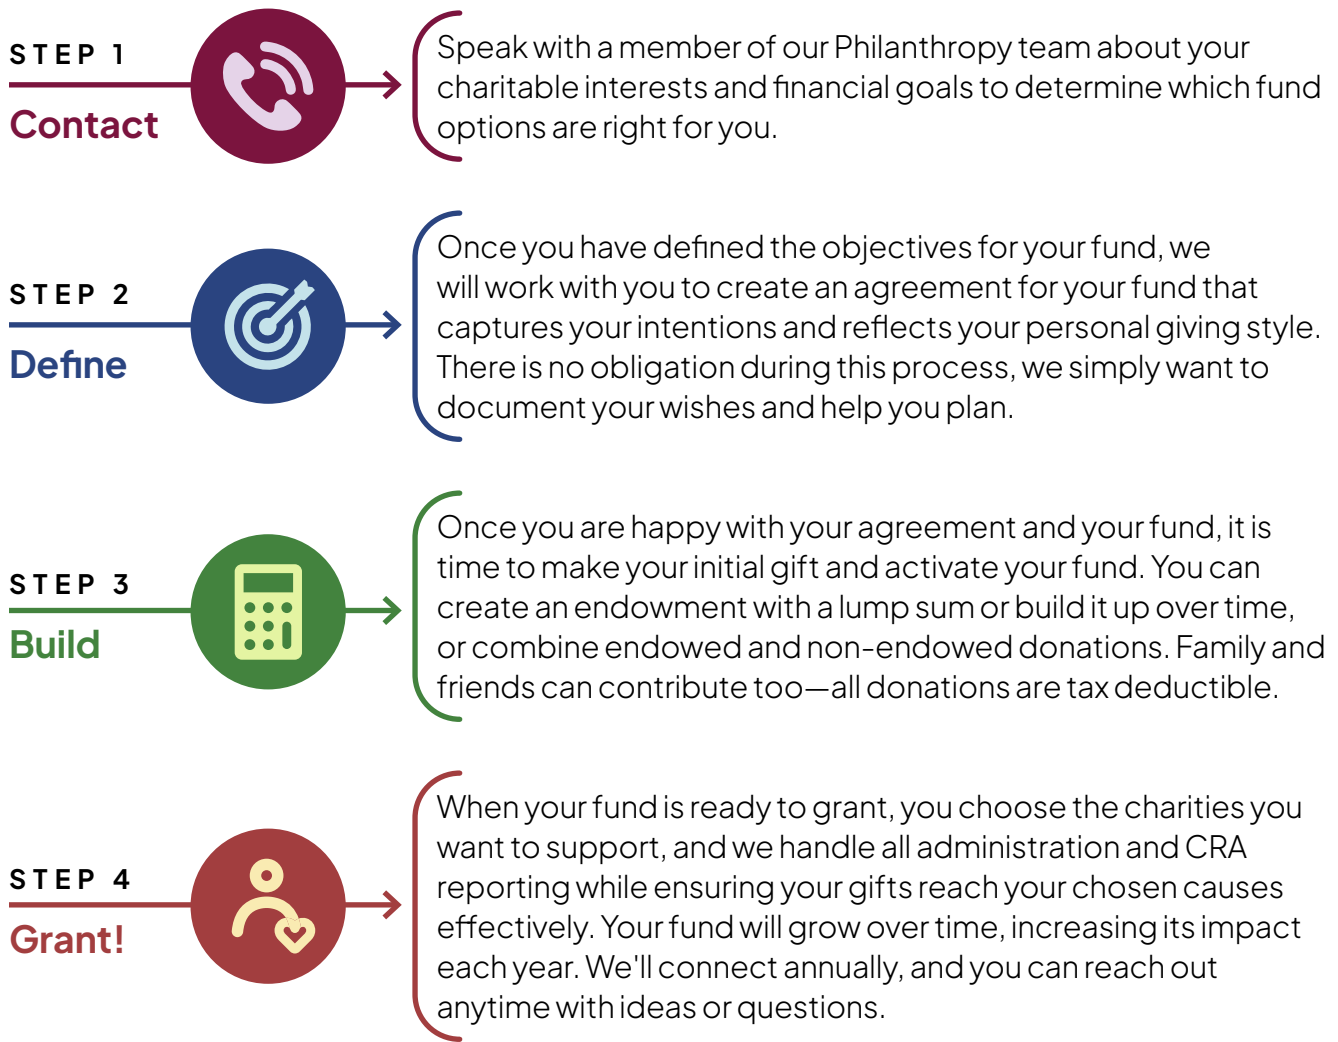 STEP 1
Contact
Speak with a member of our Philanthropy team about your
charitable interests and financial goals to determine which fund
options are right for you.
STEP 2
Define
Once you have defined the objectives for your fund, we
will work with you to create an agreement for your fund that
captures your intentions and reflects your personal giving style.
There is no obligation during this process, we simply want to
document your wishes and help you plan.
STEP 3
Build
Once you are happy with your agreement and your fund, it is
time to make your initial gift and activate your fund. You can
create an endowment with a lump sum or build it up over time,
or combine endowed and non-endowed donations. Family and
friends can contribute too—all donations are tax deductible.
STEP 4
Grant!
When your fund is ready to grant, you choose the charities you
want to support, and we handle all administration and CRA
reporting while ensuring your gifts reach your chosen causes
effectively. Your fund will grow over time, increasing its impact
each year. We'll connect annually, and you can reach out
anytime with ideas or questions.